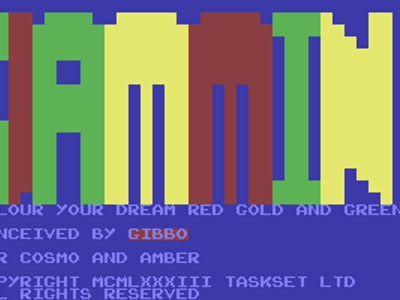 AMMIN
LOUR YOUR DREAM RED GOLD AND GREEN
NCEIVED BY GIBBO
R COSMO AND AMBER
PYRIGHT MCMLXXXIII TASKSET LTD
L RIGHTS RESERVED